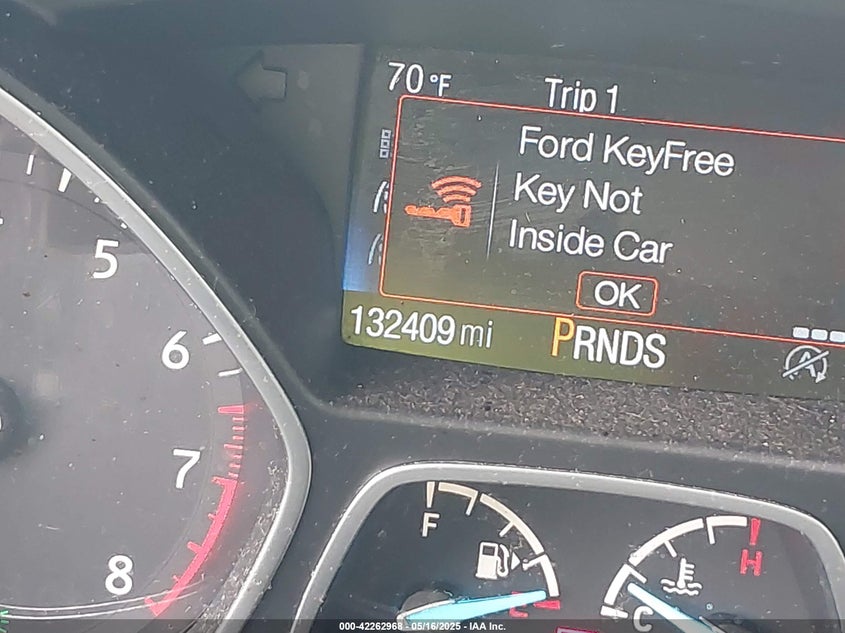 70°F
Trip 1
Ford KeyFree
Key Not
Inside Car
OK
132409 mi
PRNDS
A
5
6
7
8
F
E
H
C
000-42262968 - 05/16/2025 - IAA Inc.